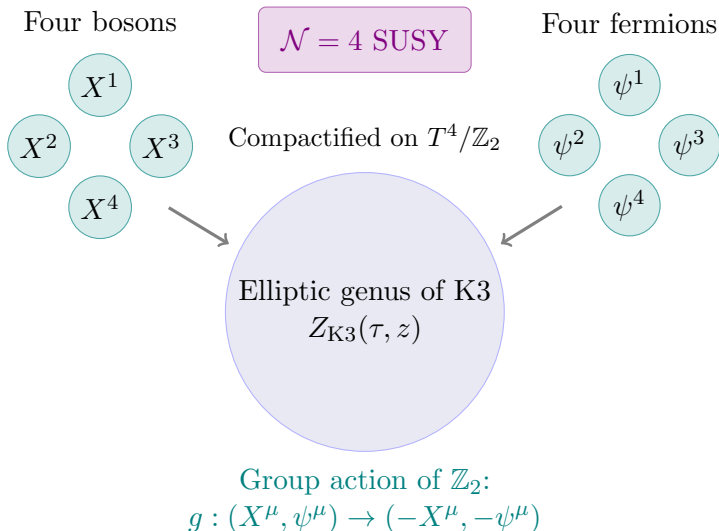 Four bosons
𝒩 = 4 SUSY
Four fermions
X¹
X²
X³
X⁴
ψ¹
ψ²
ψ³
ψ⁴
Compactified on T⁴/ℤ₂
Elliptic genus of K3
Z_K3(τ, z)
Group action of ℤ₂:
g : (X^μ, ψ^μ) → (−X^μ, −ψ^μ)